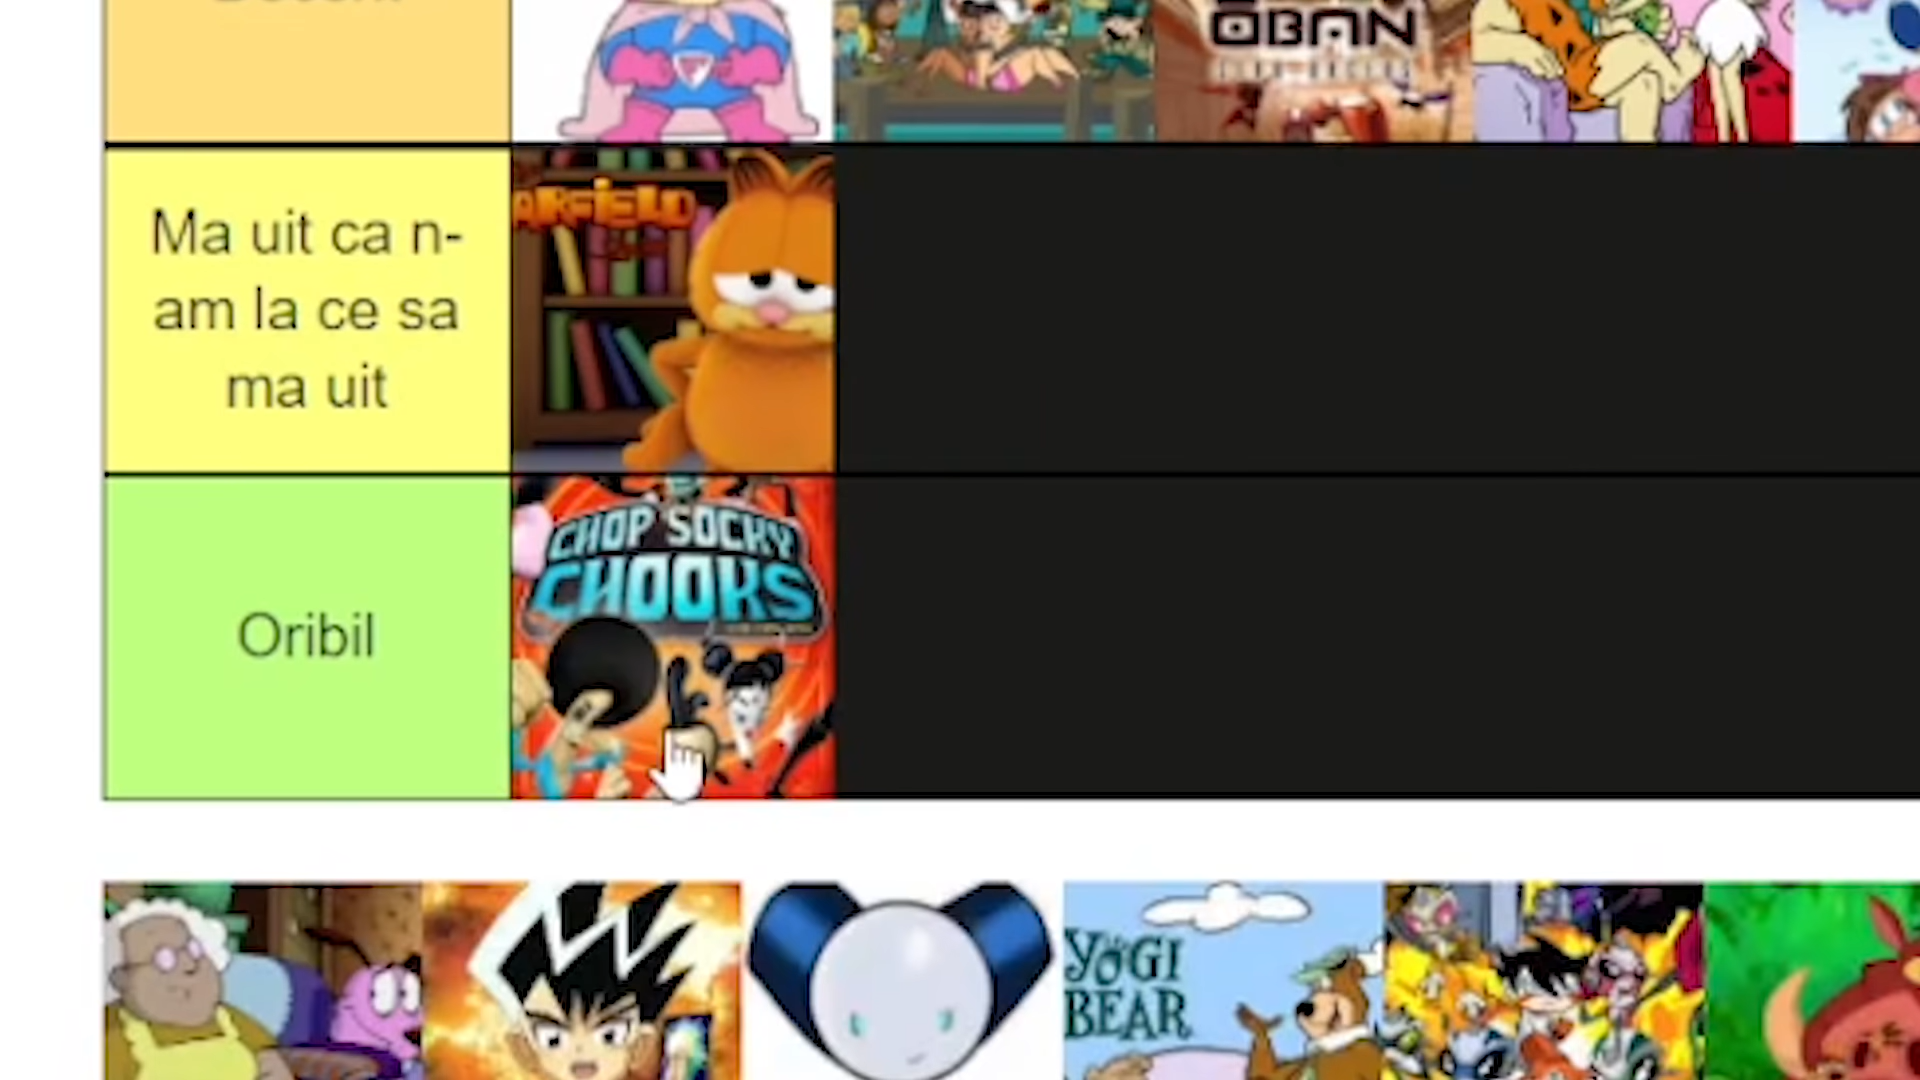 OBAN
Ma uit ca n-
am la ce sa
ma uit
ARFIELD
Oribil
CHOP SOCKY
CHOOKS
YOGI
BEAR